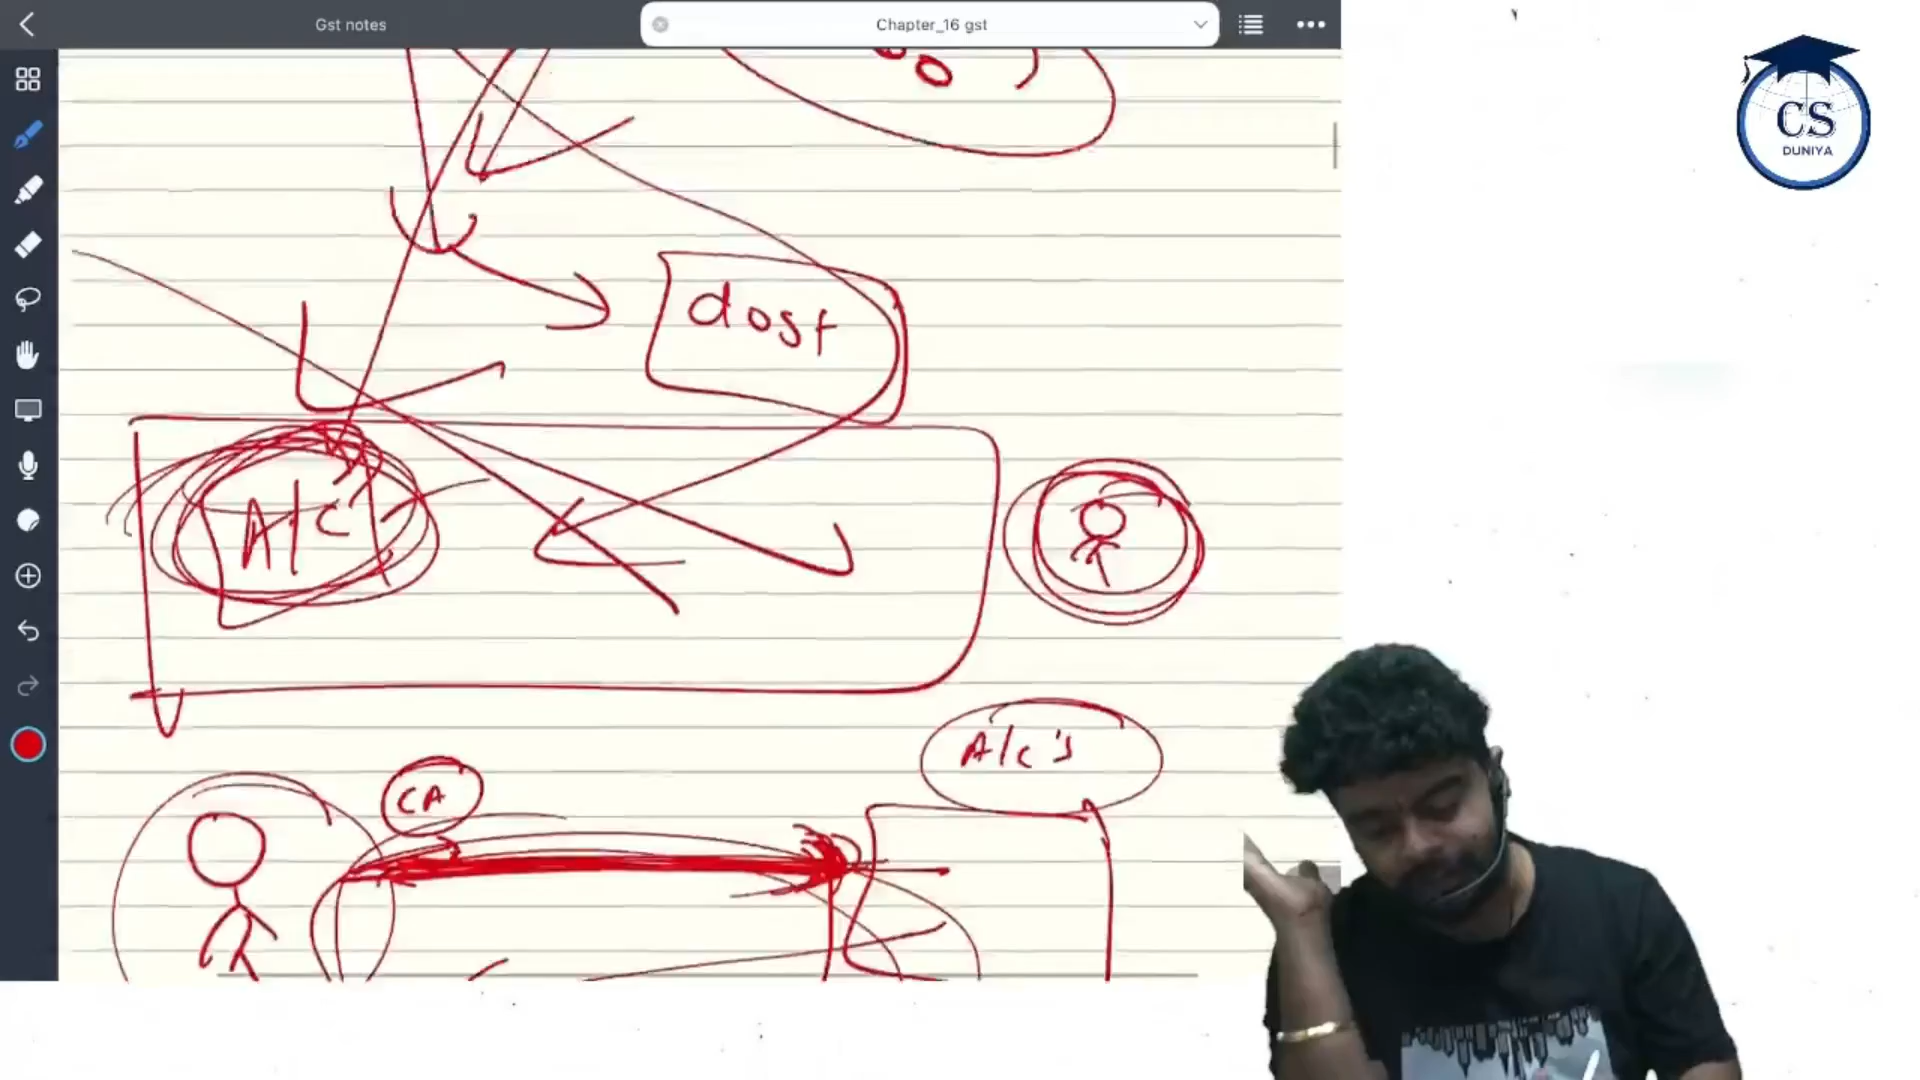 Gst notes
Chapter_16 gst
CS
DUNIYA
dost
A/C
A/c's
CA